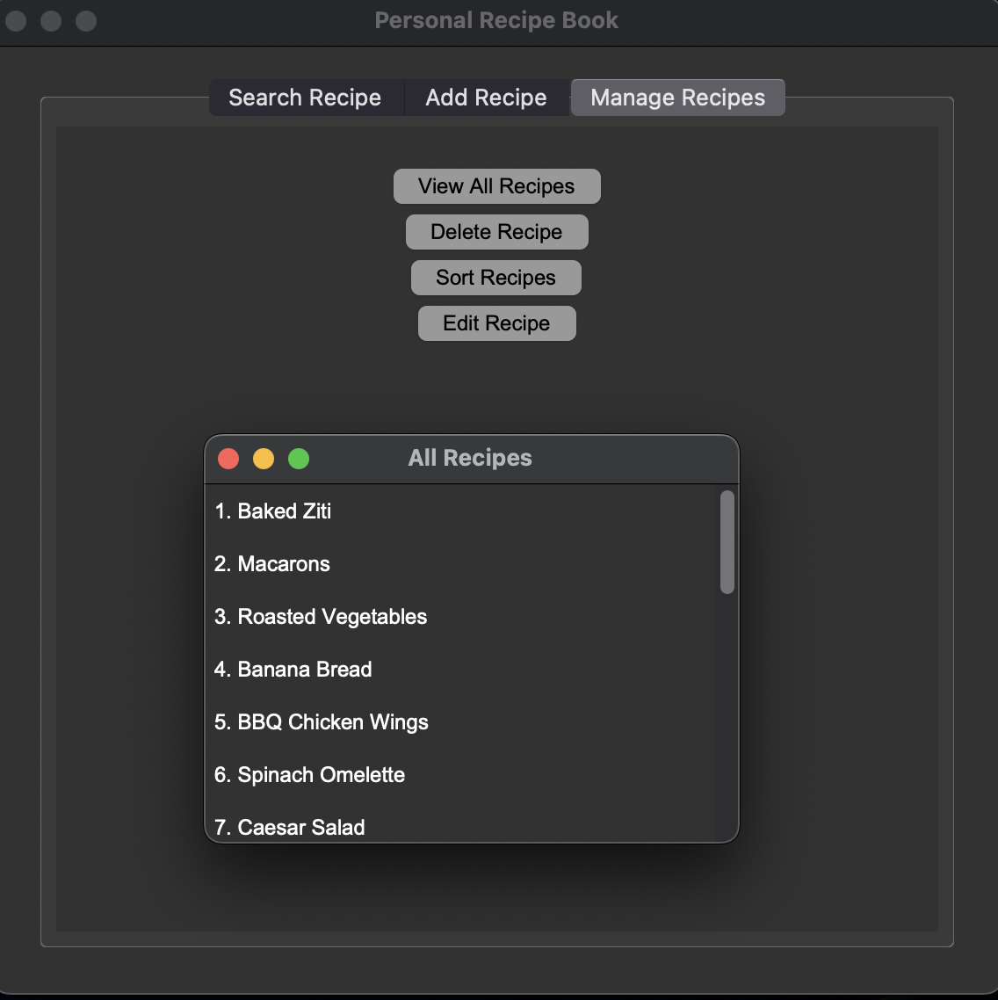 Personal Recipe Book
Search Recipe Add Recipe Manage Recipes
View All Recipes
Delete Recipe
Sort Recipes
Edit Recipe
All Recipes
1. Baked Ziti
2. Macarons
3. Roasted Vegetables
4. Banana Bread
5. BBQ Chicken Wings
6. Spinach Omelette
7. Caesar Salad